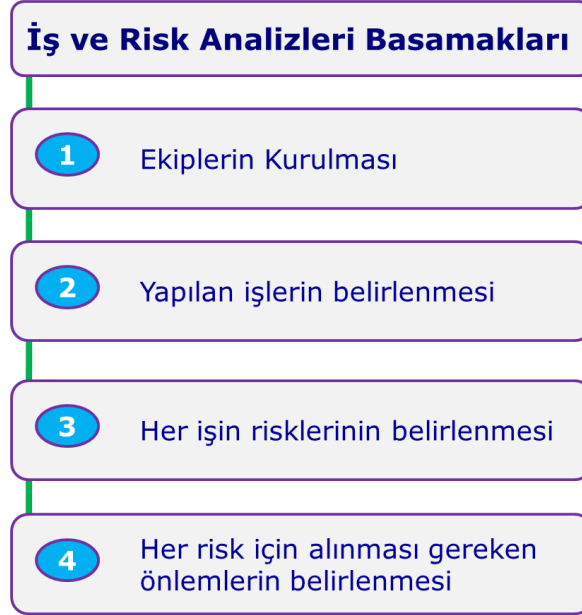 İş ve Risk Analizleri Basamakları
1
Ekiplerin Kurulması
2
Yapılan işlerin belirlenmesi
3
Her işin risklerinin belirlenmesi
4
Her risk için alınması gereken
önlemlerin belirlenmesi